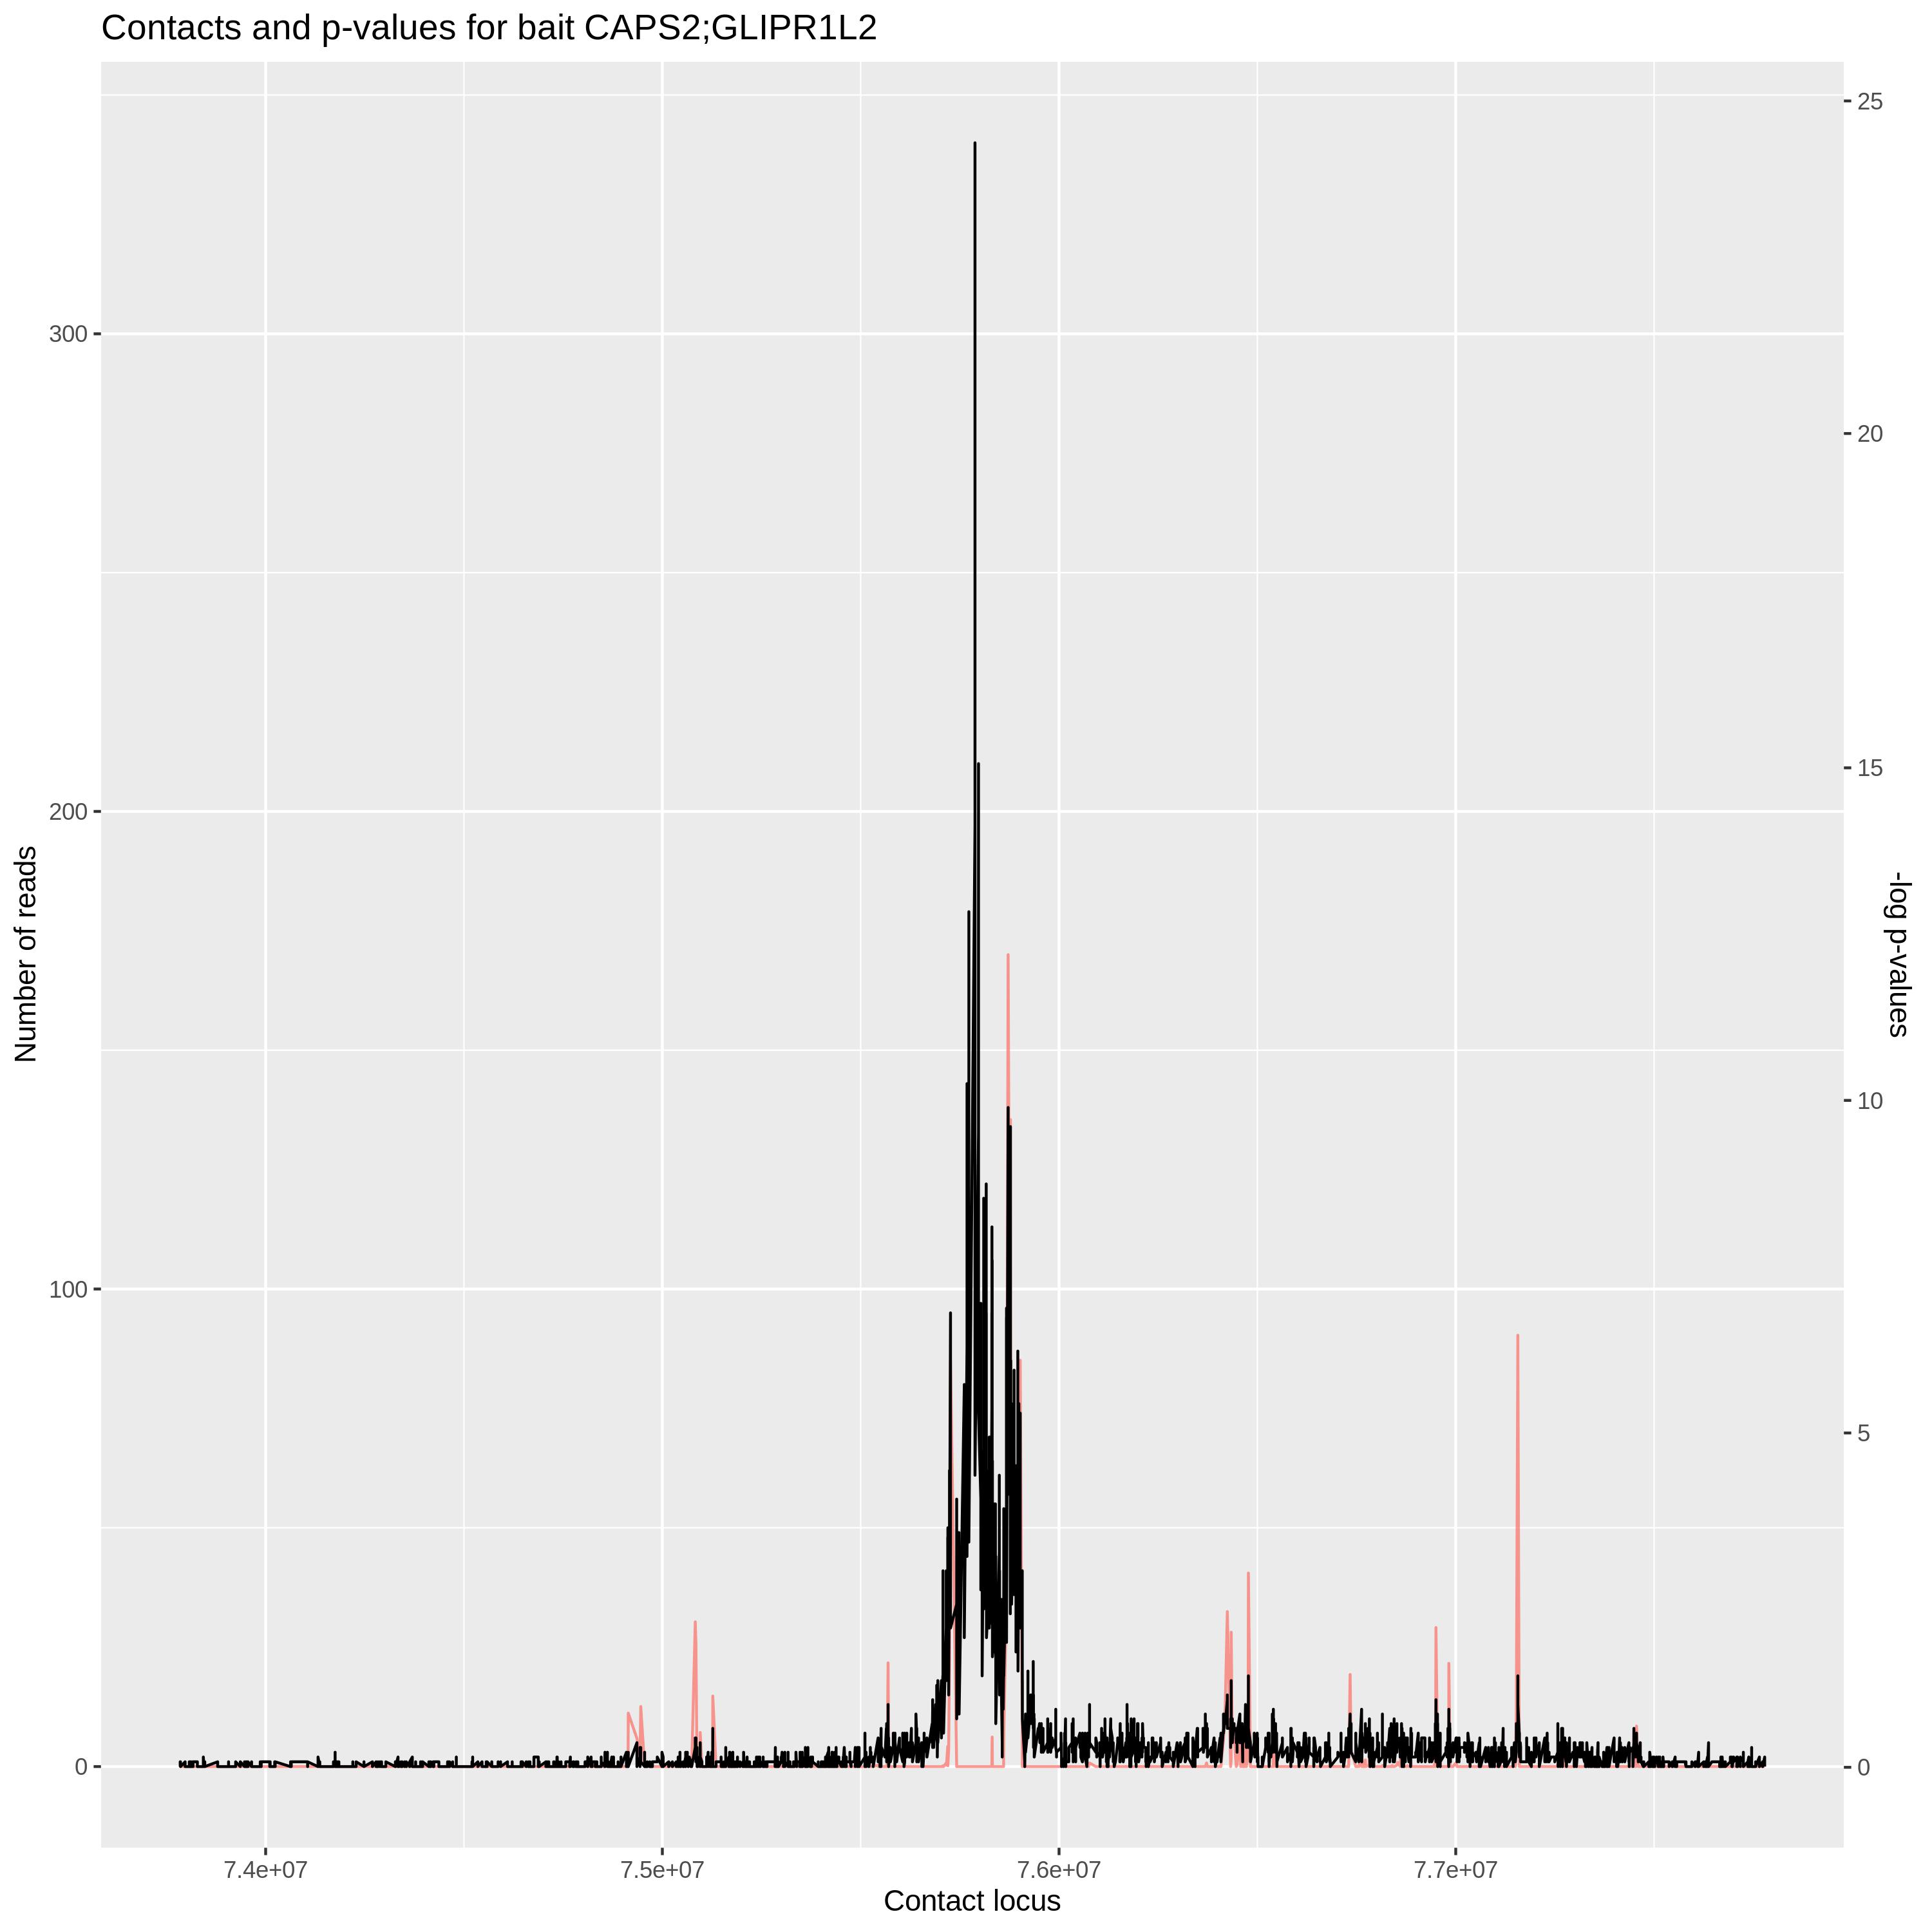 Contacts and p-values for bait CAPS2;GLIPR1L2
Number of reads
300
200
100
0
25
20
15
10
5
0
-log p-values
7.4e+07
7.5e+07
7.6e+07
7.7e+07
Contact locus